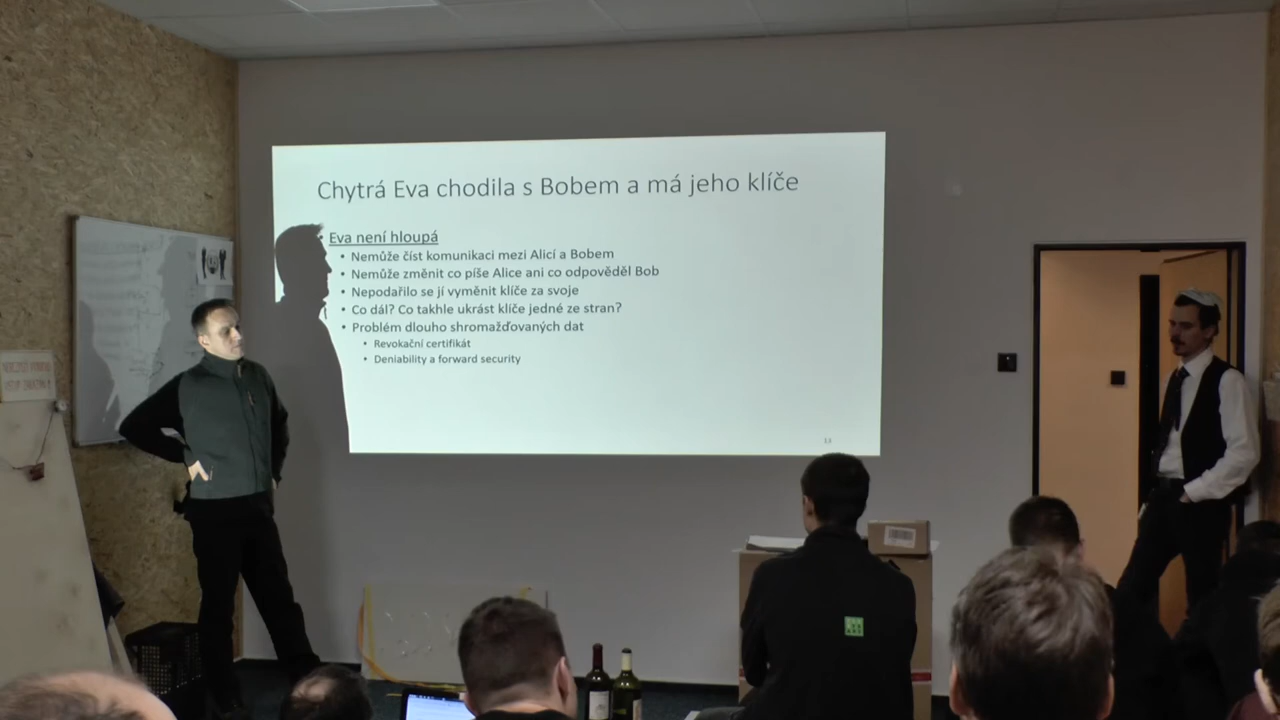 Chytrá Eva chodila s Bobem a má jeho klíče
Eva není hloupá
• Nemůže číst komunikaci mezi Alicí a Bobem
• Nemůže změnit co píše Alice ani co odpověděl Bob
• Nepodařilo se jí vyměnit klíče za svoje
• Co dál? Co takhle ukrást klíče jedné ze stran?
• Problém dlouho shromažďovaných dat
• Revokační certifikát
• Deniability a forward security
13